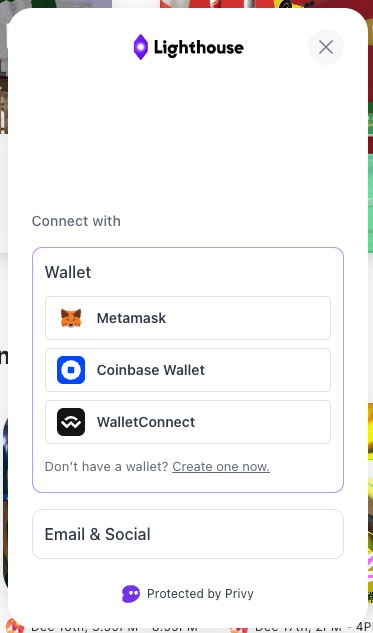 Lighthouse
Connect with
Wallet
Metamask
Coinbase Wallet
WalletConnect
Don’t have a wallet? Create one now.
Email & Social
Protected by Privy